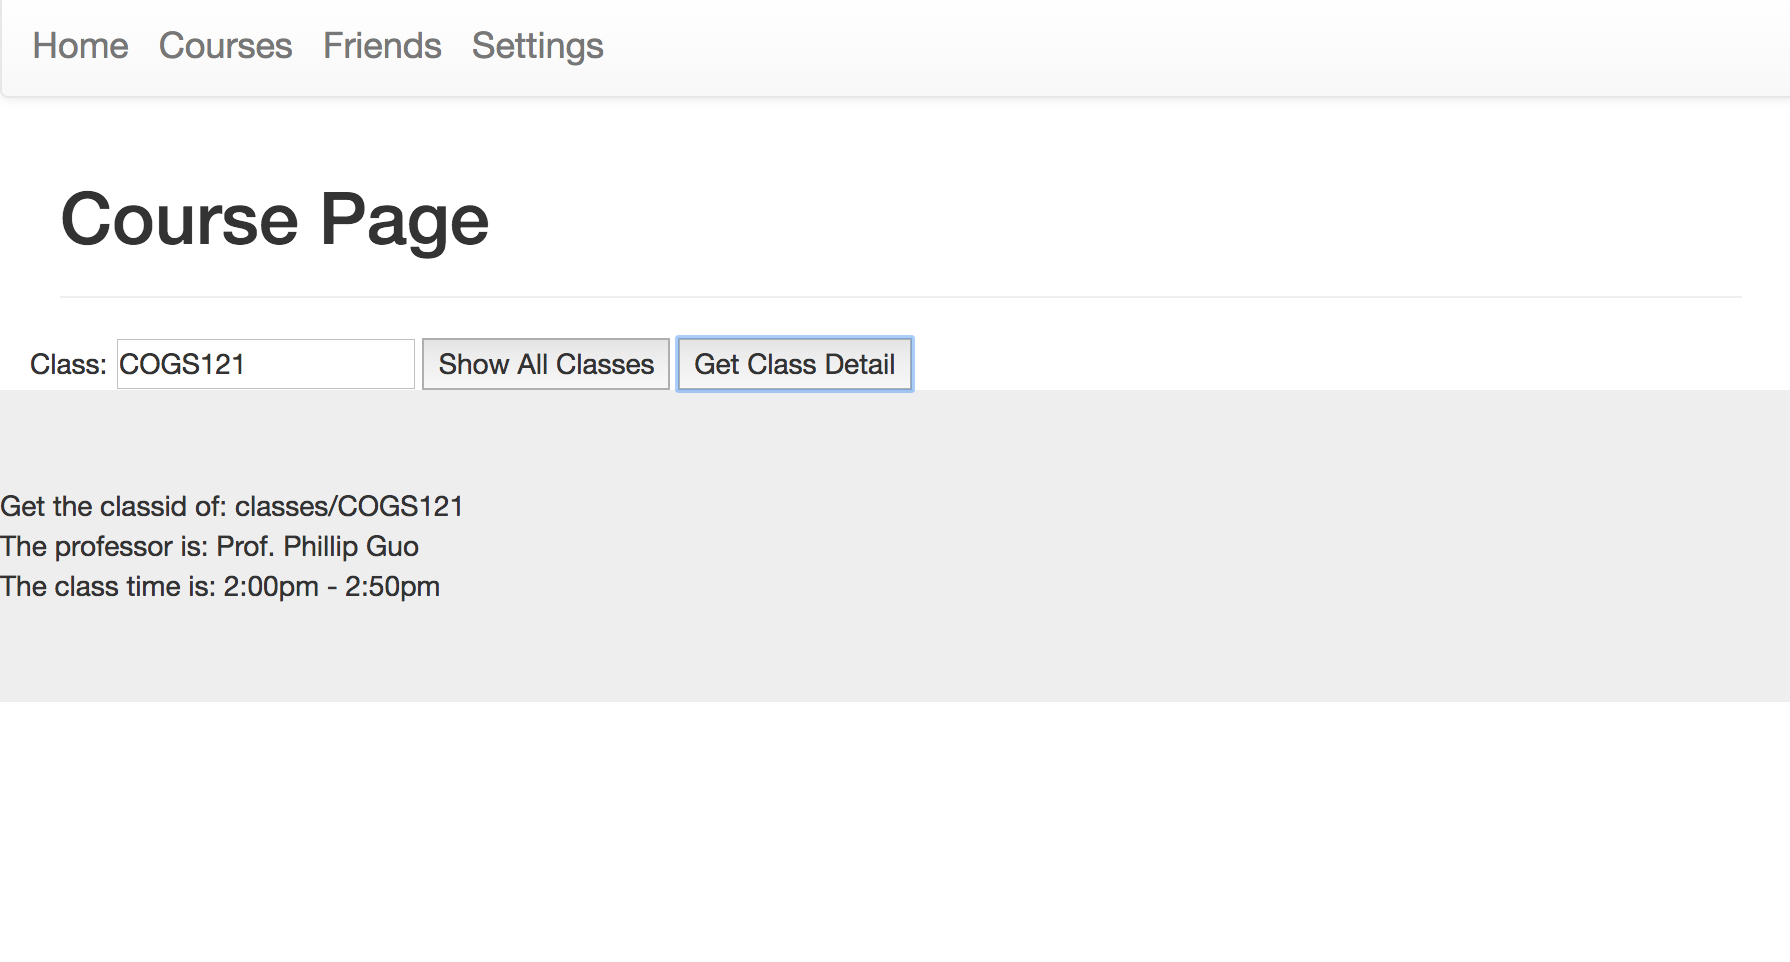 Home Courses Friends Settings
Course Page
Class: COGS121 Show All Classes Get Class Detail
Get the classid of: classes/COGS121
The professor is: Prof. Phillip Guo
The class time is: 2:00pm - 2:50pm